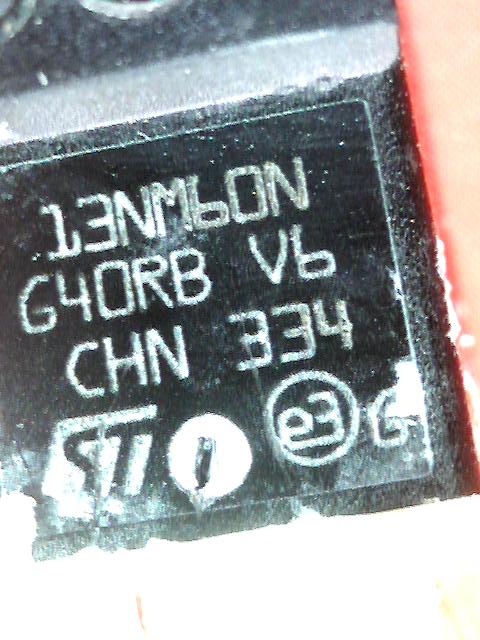 13NM60N
G40RB V6
CHN 334
ST e3 G